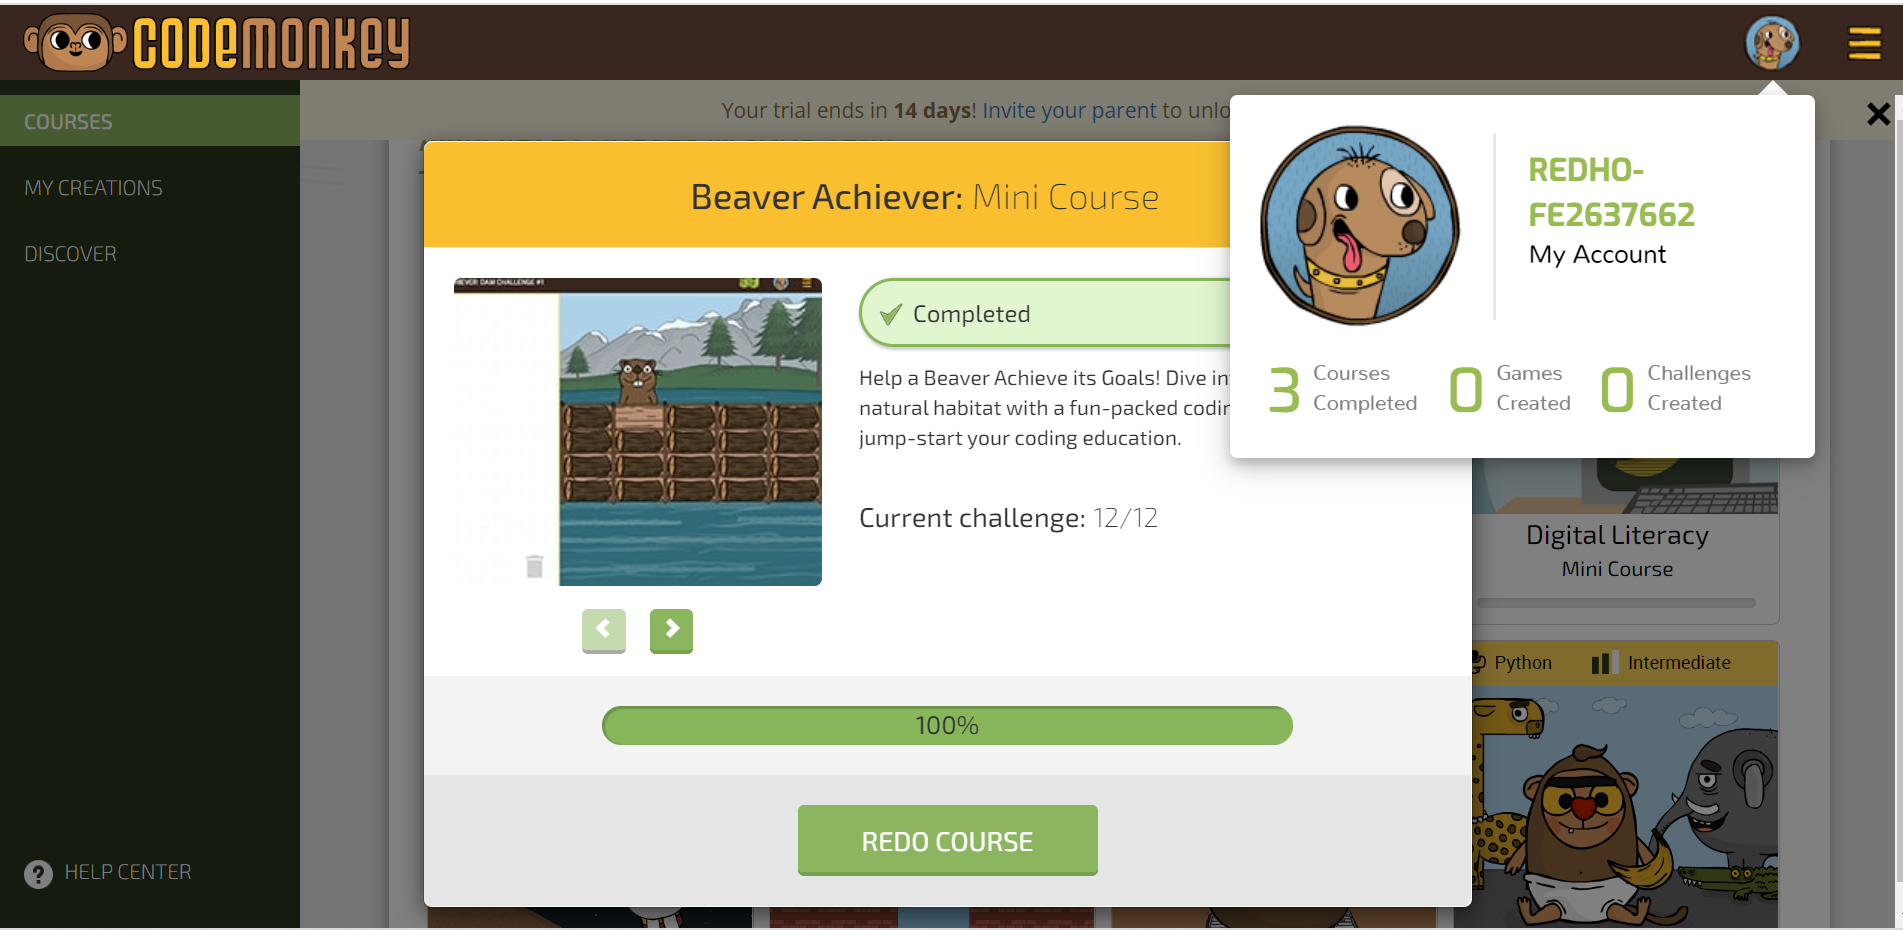 CODEMONKEY
COURSES
MY CREATIONS
DISCOVER
HELP CENTER
Your trial ends in 14 days! Invite your parent to unlo
Beaver Achiever: Mini Course
IEVER: DAM CHALLENGE #1
Completed
Help a Beaver Achieve its Goals! Dive in
natural habitat with a fun-packed codin
jump-start your coding education.
Current challenge: 12/12
100%
REDO COURSE
REDHO-
FE2637662
My Account
3 Courses Completed
0 Games Created
0 Challenges Created
Digital Literacy
Mini Course
Python Intermediate